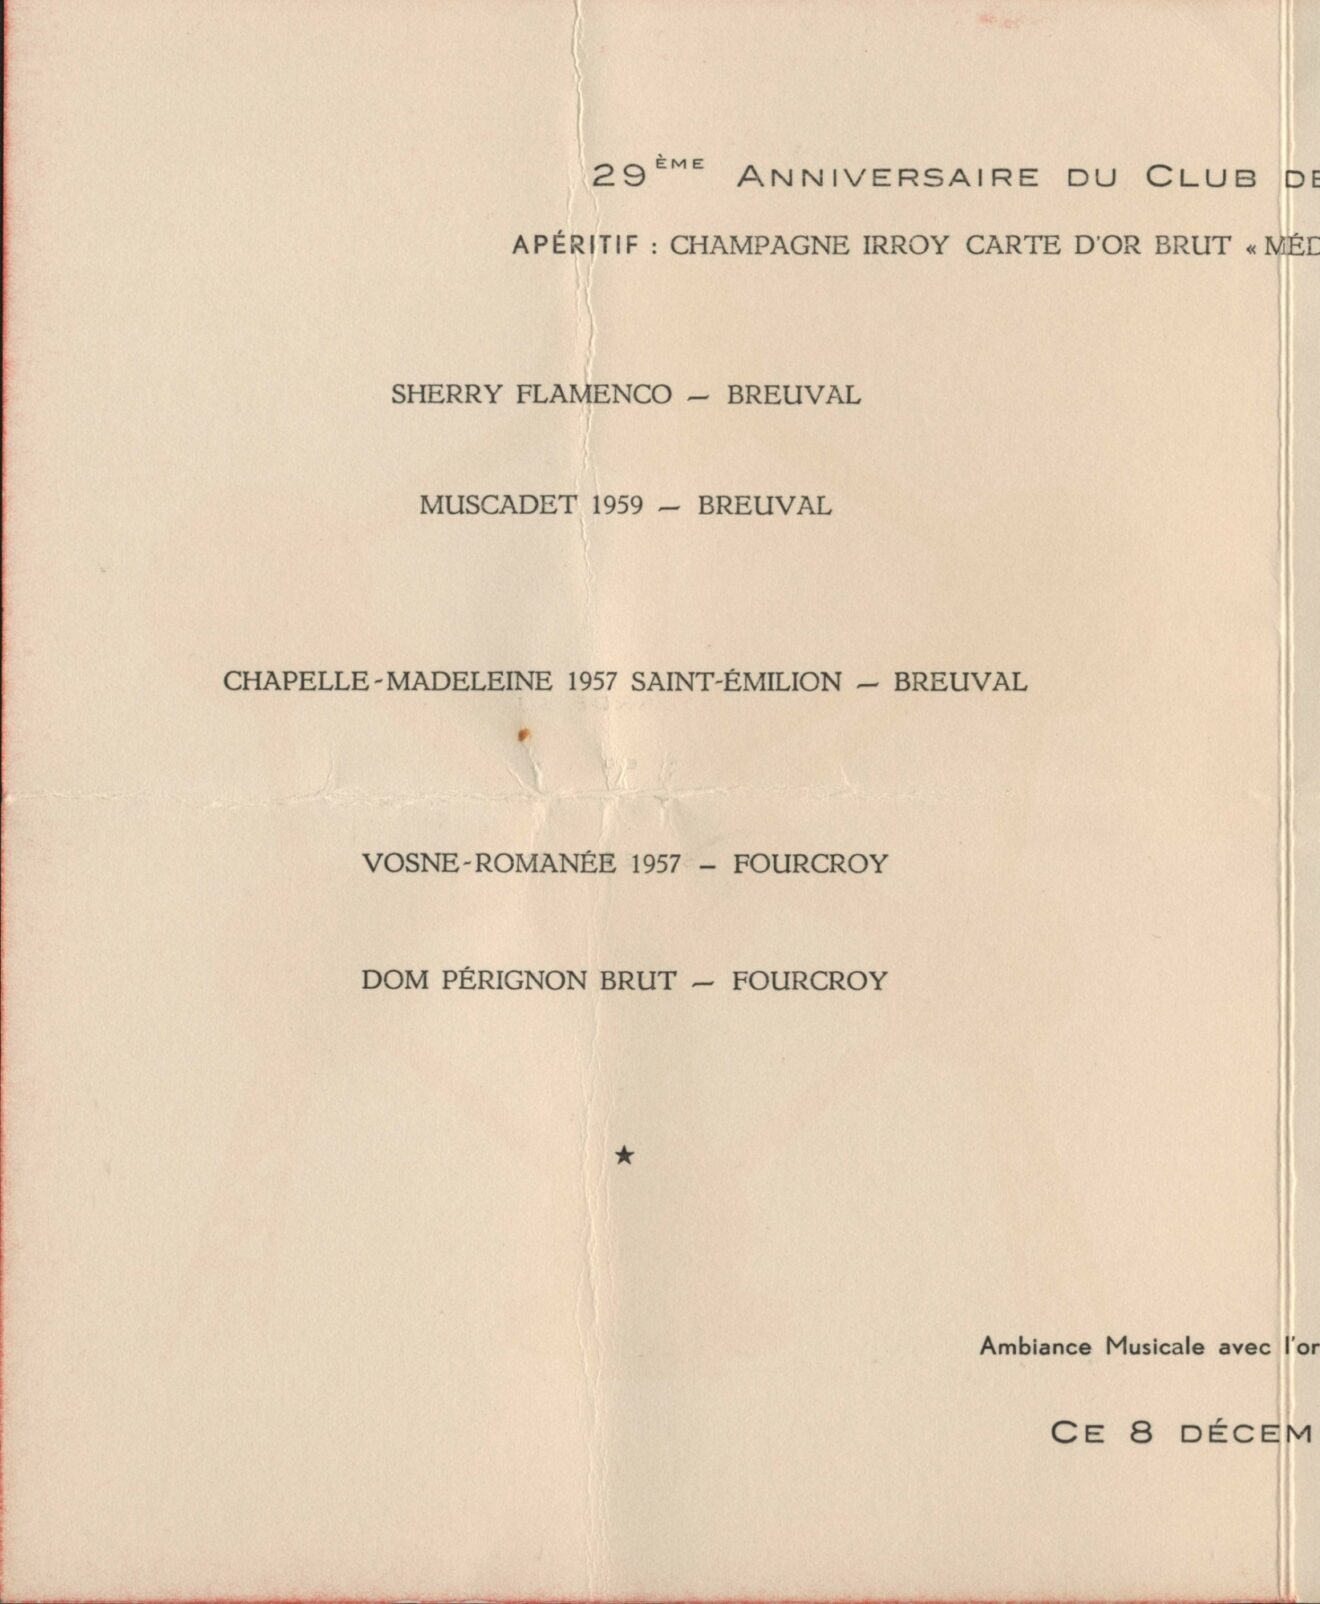 29ÈME ANNIVERSAIRE DU CLUB DE
APÉRITIF : CHAMPAGNE IRROY CARTE D'OR BRUT « MÉD
SHERRY FLAMENCO — BREUVAL
MUSCADET 1959 — BREUVAL
CHAPELLE-MADELEINE 1957 SAINT-ÉMILION — BREUVAL
VOSNE-ROMANÉE 1957 — FOURCROY
DOM PÉRIGNON BRUT — FOURCROY
★
Ambiance Musicale avec l'or
CE 8 DÉCEM